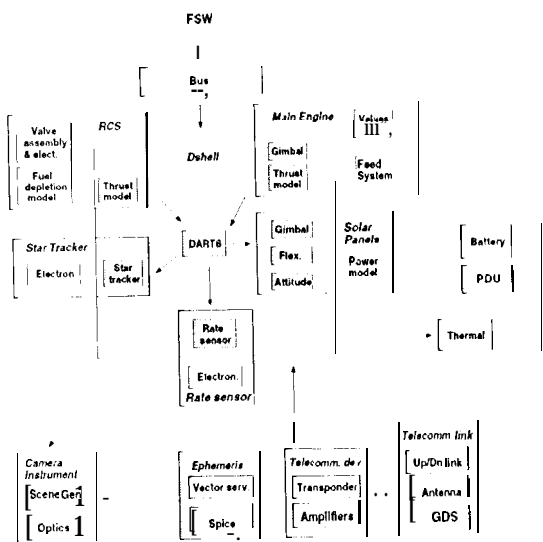 FSW
Bus
RCS
Valve
assembly
& elect.
Fuel
depletion
model
Thrust
model
Dshell
Main Engine
Gimbal
Thrust model
Valves
Feed
System
Star Tracker
Electron
Star
tracker
DART6
Gimbal
Flex.
Attitude
Solar
Panels
Power
model
Battery
PDU
Thermal
Rate
sensor
Electron.
Rate sensor
Camera
Instrument
SceneGen
Optics
Ephemeris
Vector serv.
Spice
Telecomm. dev
Transponder
Amplifiers
Telecomm link
Up/Dn link
Antenna
GDS